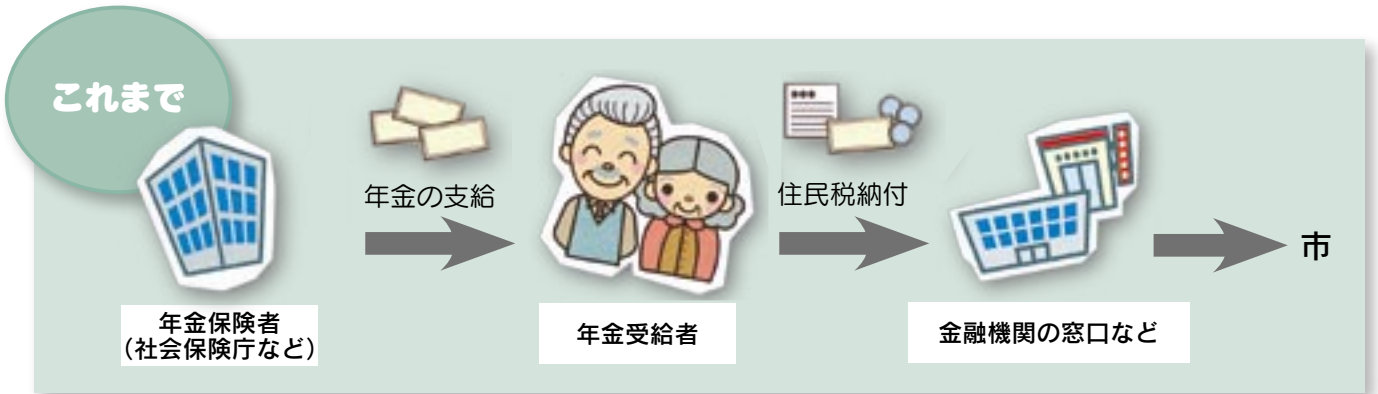 これまで
年金の支給
住民税納付
市
年金保険者
(社会保険庁など)
年金受給者
金融機関の窓口など